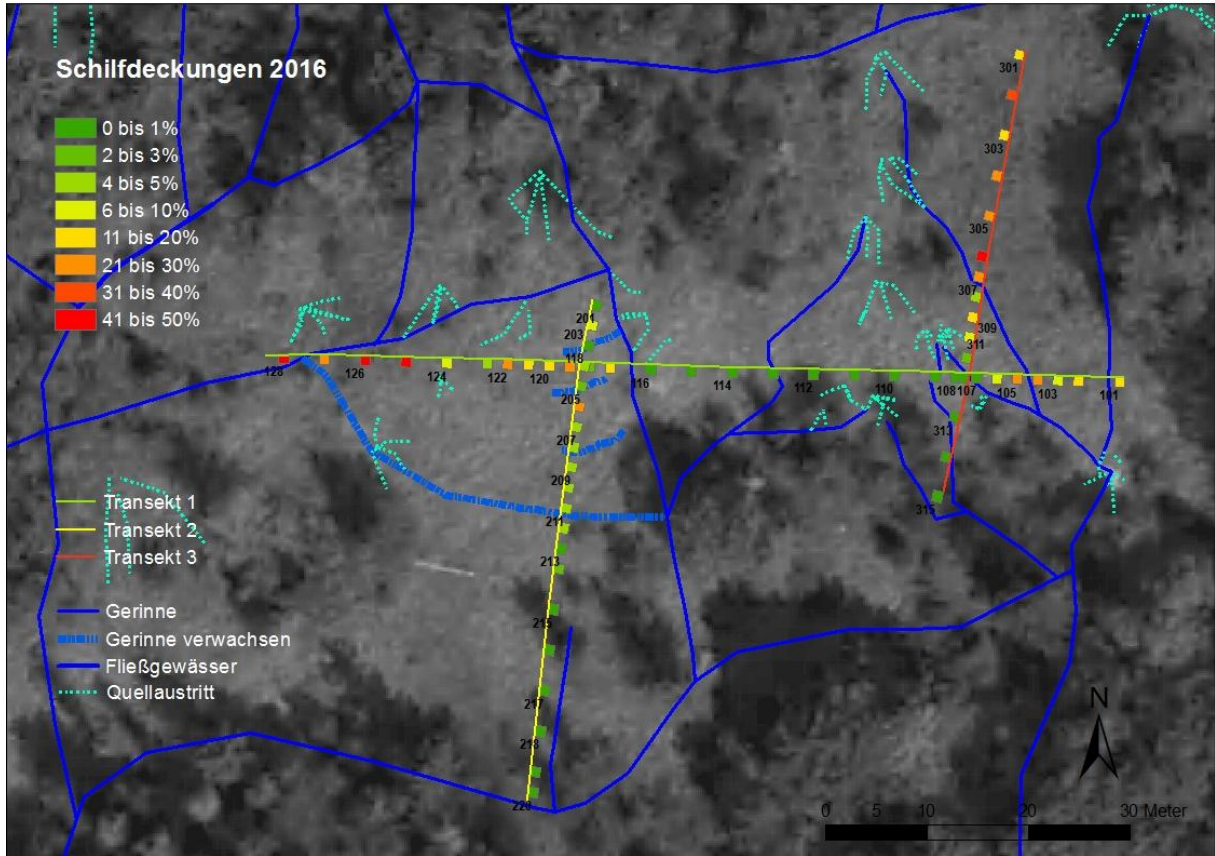 Schilfdeckungen 2016
0 bis 1%
2 bis 3%
4 bis 5%
6 bis 10%
11 bis 20%
21 bis 30%
31 bis 40%
41 bis 50%
Transekt 1
Transekt 2
Transekt 3
Gerinne
Gerinne verwachsen
Fließgewässer
Quellaustritt
301
303
305
307
309
311
313
315
201
203
118
205
207
209
211
213
215
217
218
220
128
126
124
122
120
116
114
112
110
108
107
105
103
101
N
0 5 10 20 30 Meter